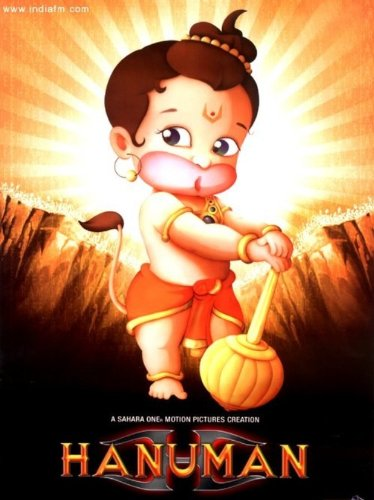 www.indiafm.com
A SAHARA ONE MOTION PICTURES CREATION
HANUMAN